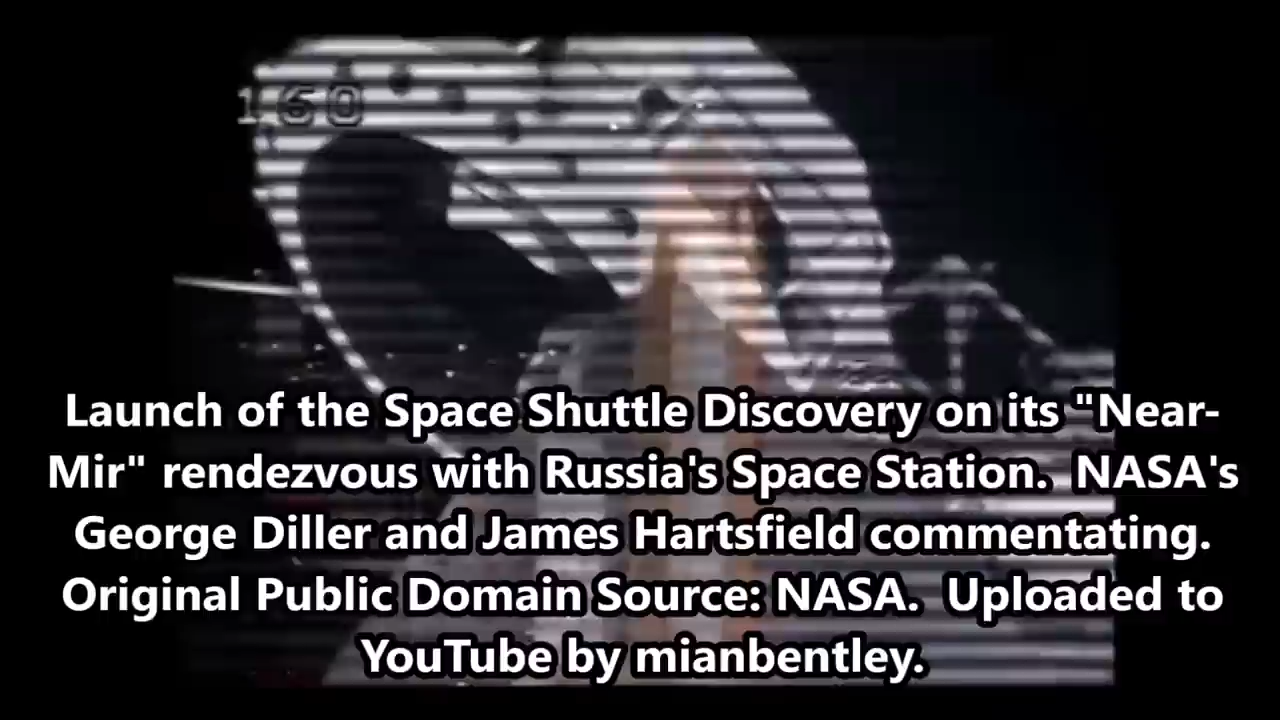 160
Launch of the Space Shuttle Discovery on its "Near-
Mir" rendezvous with Russia's Space Station.  NASA's
George Diller and James Hartsfield commentating.
Original Public Domain Source: NASA.  Uploaded to
YouTube by mianbentley.